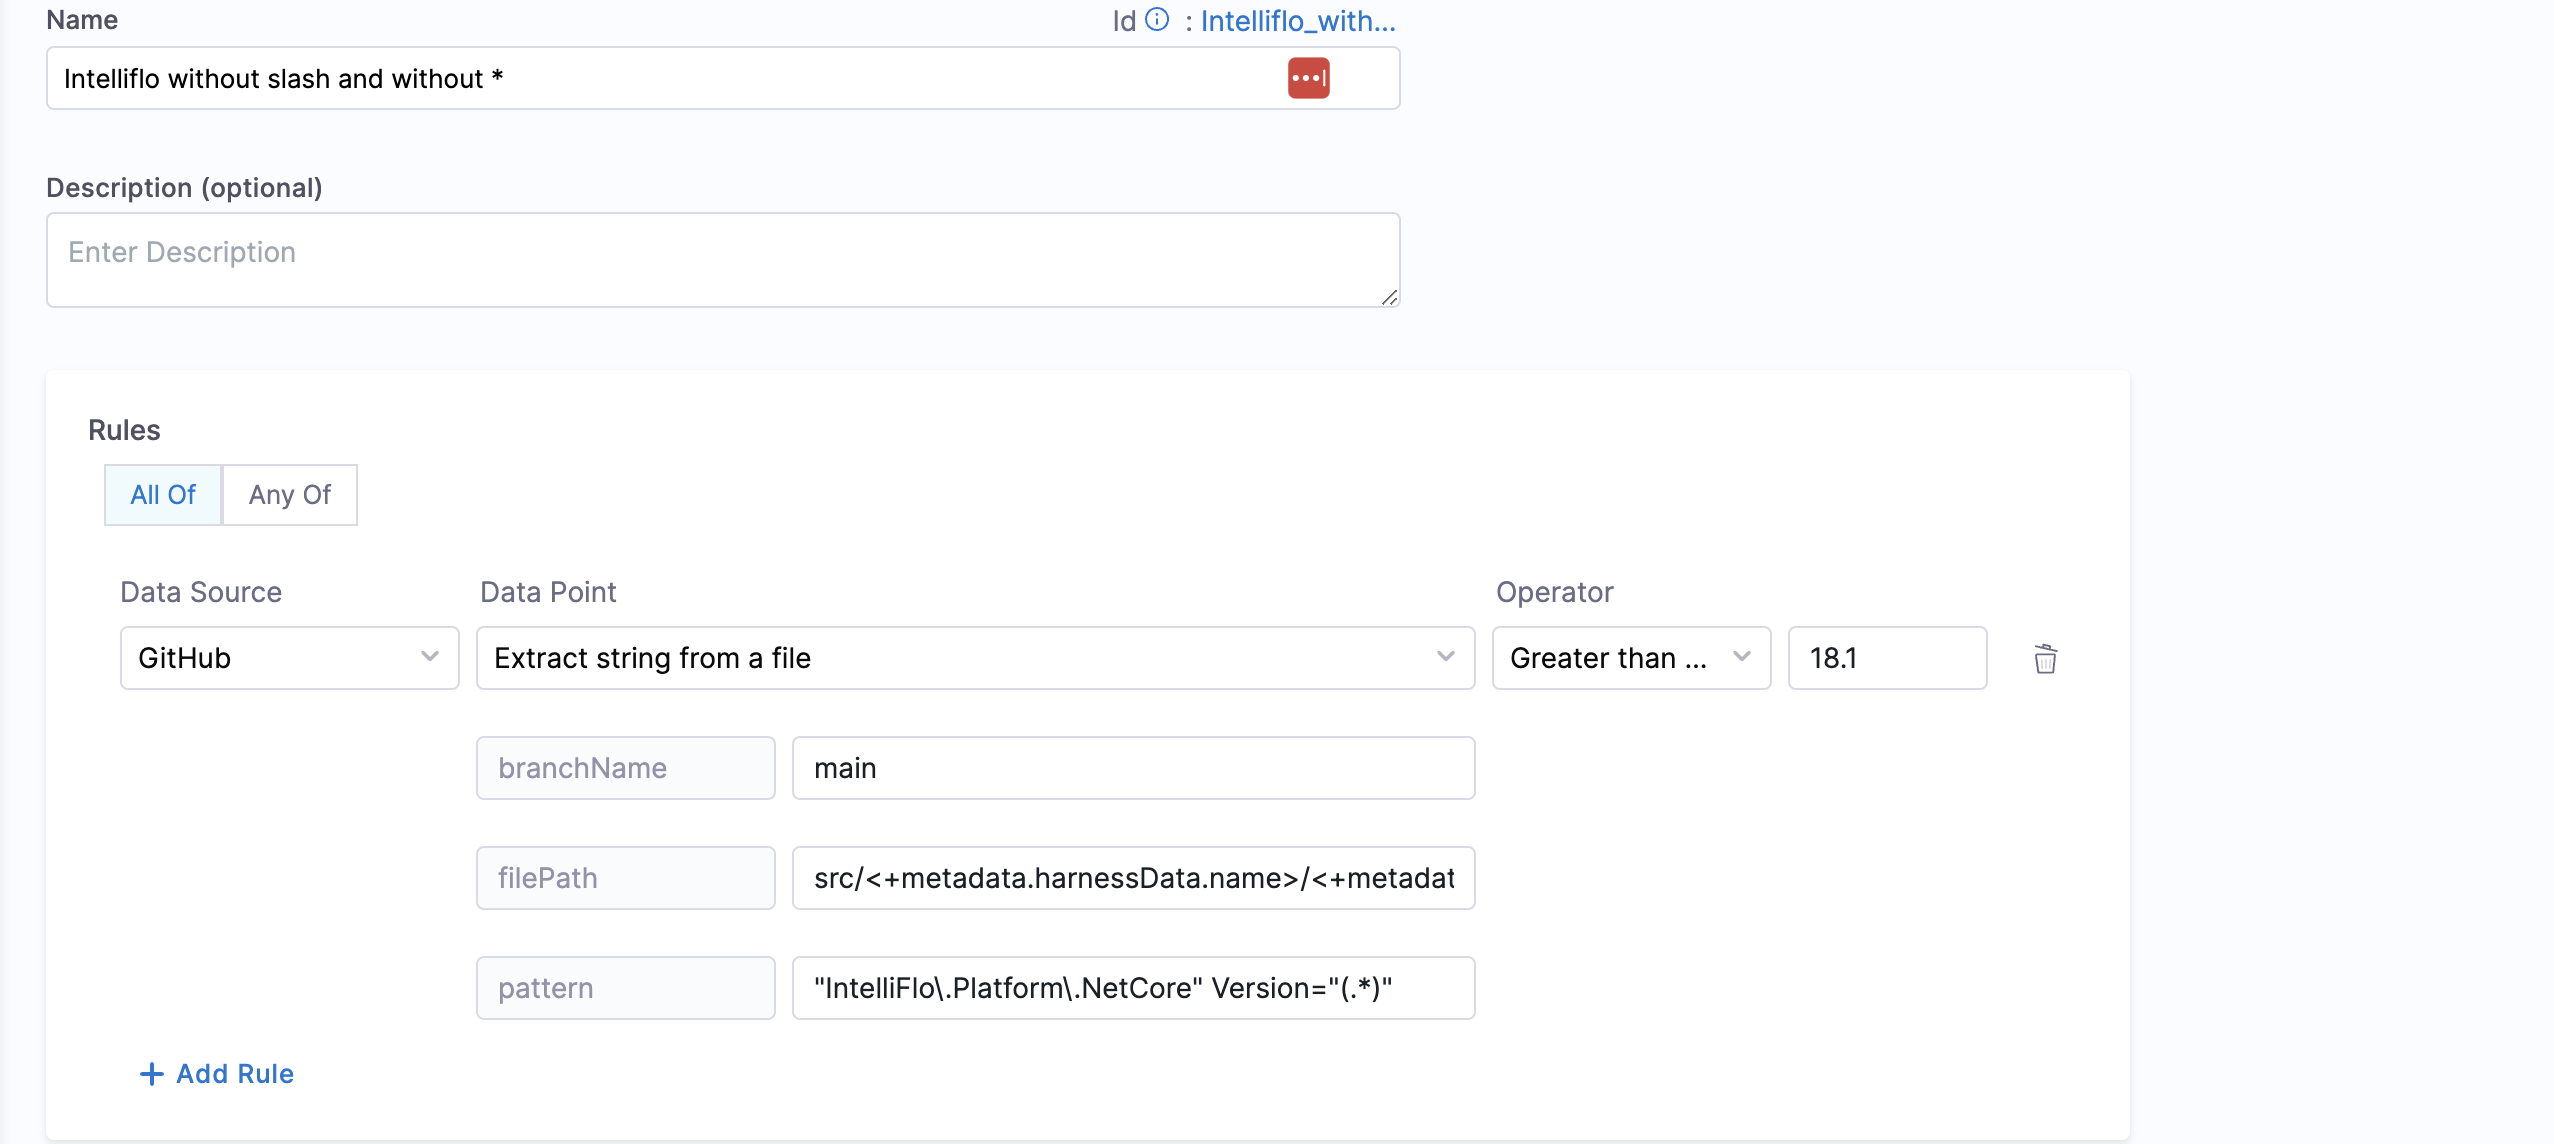 Name
Id : Intelliflo_with...
Intelliflo without slash and without *
Description (optional)
Enter Description
Rules
All Of Any Of
Data Source Data Point Operator
GitHub Extract string from a file Greater than ... 18.1
branchName main
filePath src/<+metadata.harnessData.name>/<+metadat
pattern "IntelliFlo\.Platform\.NetCore" Version="(.*)"
+ Add Rule